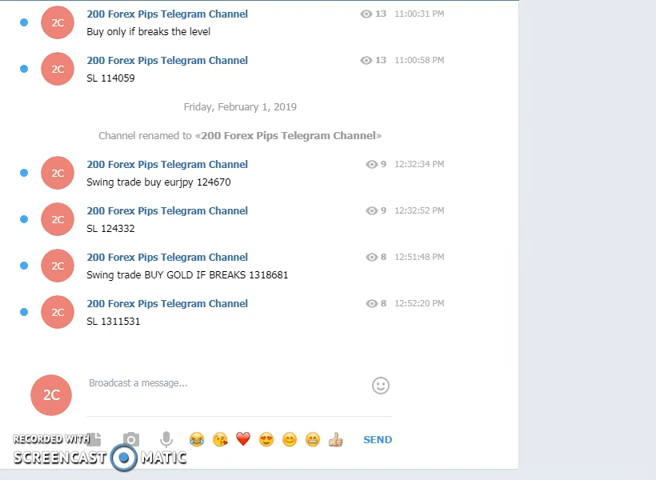 2C 200 Forex Pips Telegram Channel 13 11:00:31 PM
Buy only if breaks the level
2C 200 Forex Pips Telegram Channel 13 11:00:58 PM
SL 114059
Friday, February 1, 2019
Channel renamed to «200 Forex Pips Telegram Channel»
2C 200 Forex Pips Telegram Channel 9 12:32:34 PM
Swing trade buy eurjpy 124670
2C 200 Forex Pips Telegram Channel 9 12:32:52 PM
SL 124332
2C 200 Forex Pips Telegram Channel 8 12:51:48 PM
Swing trade BUY GOLD IF BREAKS 1318681
2C 200 Forex Pips Telegram Channel 8 12:52:20 PM
SL 1311531
2C Broadcast a message...
SEND
RECORDED WITH
SCREENCAST MATIC